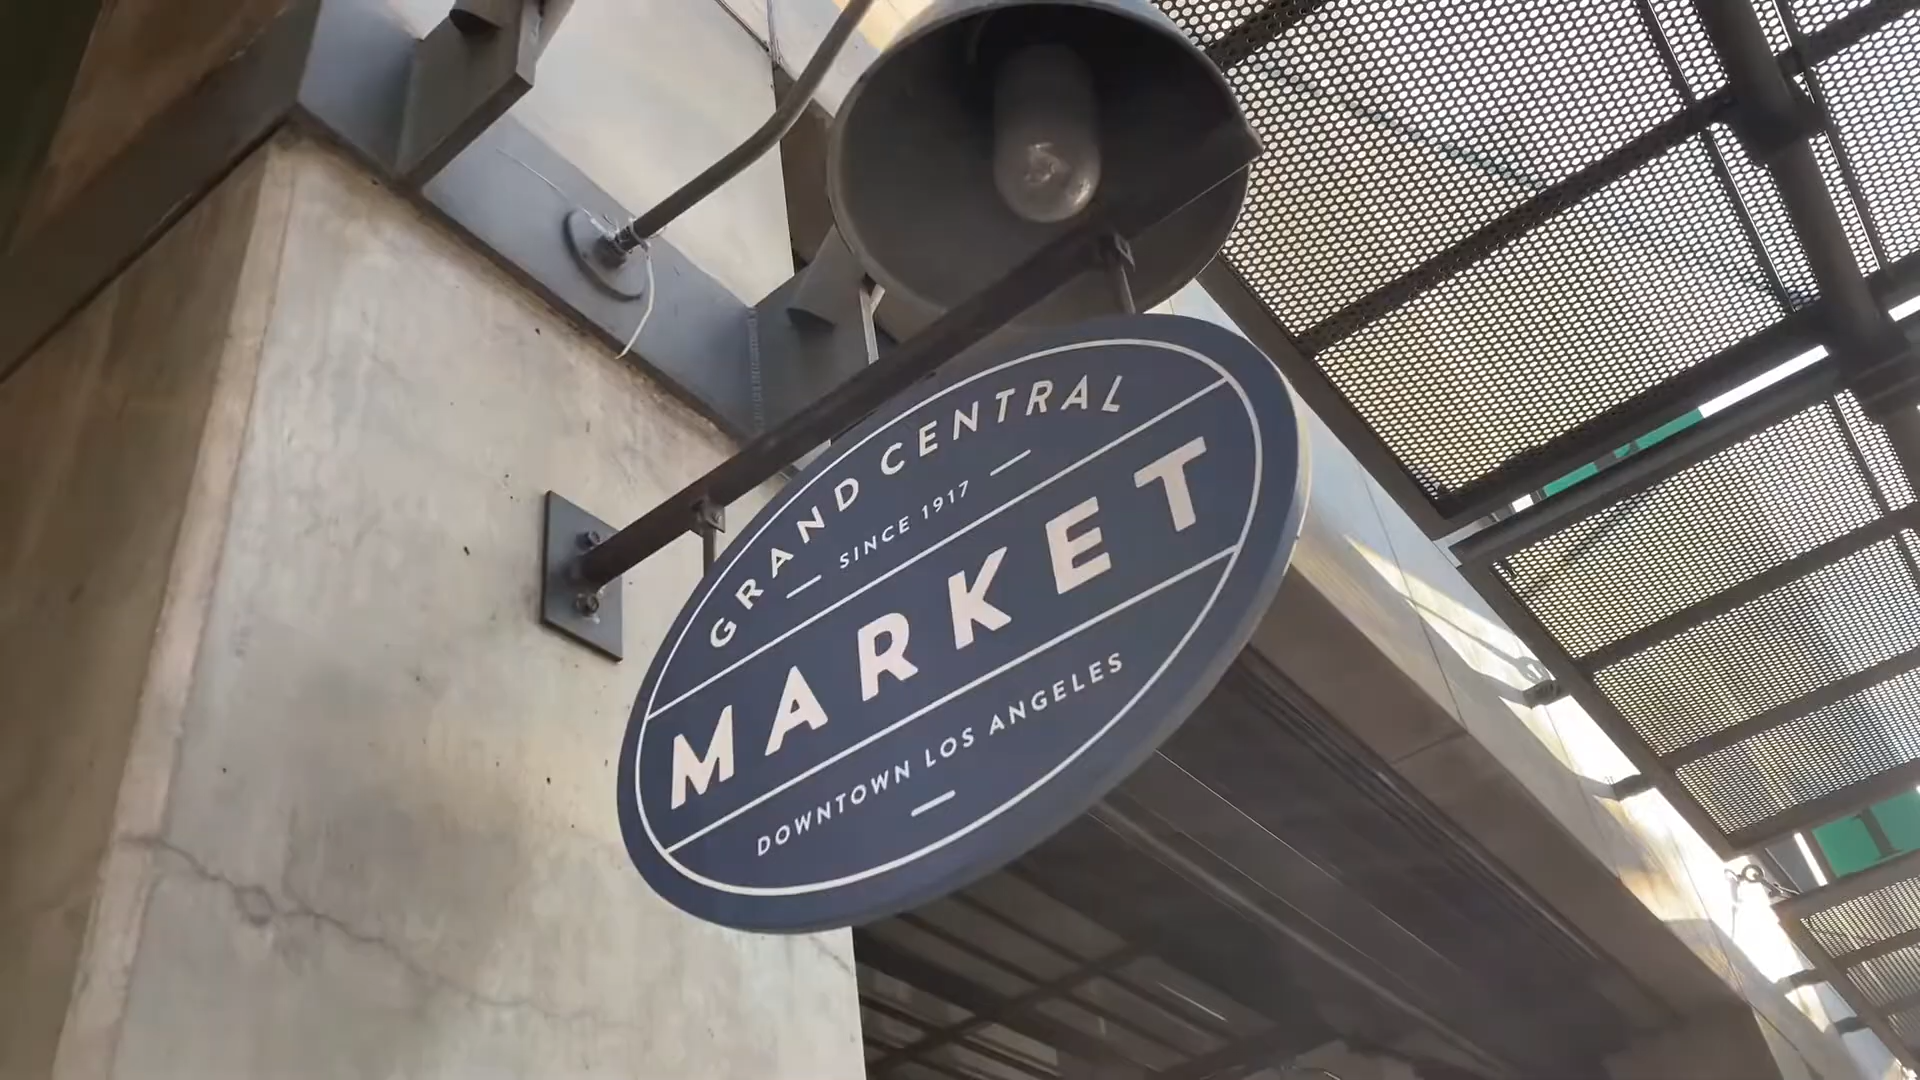 GRAND CENTRAL
SINCE 1917
MARKET
DOWNTOWN LOS ANGELES